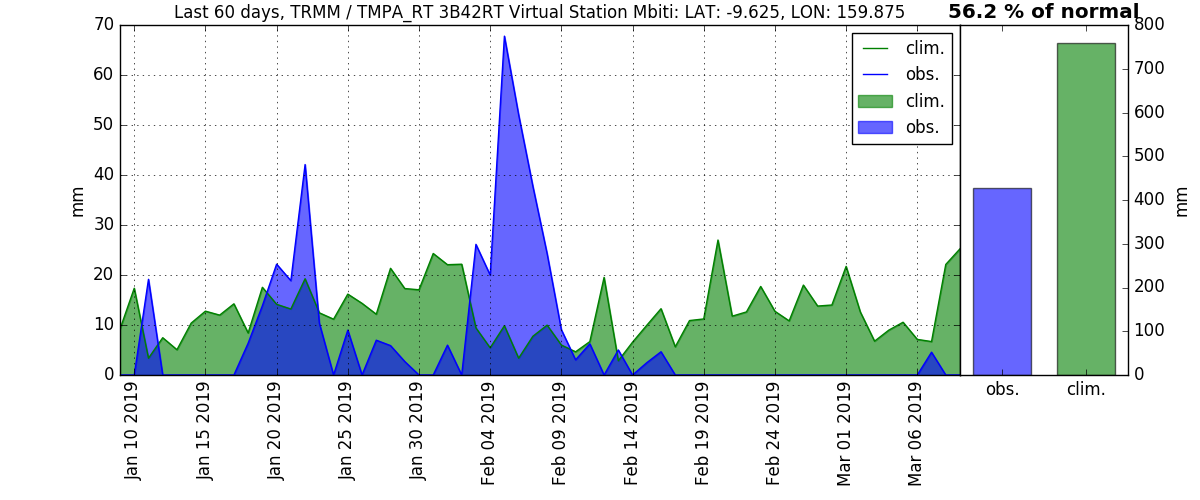 Last 60 days, TRMM / TMPA_RT 3B42RT Virtual Station Mbiti: LAT: -9.625, LON: 159.875
56.2 % of normal
70
60
50
40
30
20
10
0
mm
clim.
obs.
clim.
obs.
Jan 10 2019
Jan 15 2019
Jan 20 2019
Jan 25 2019
Jan 30 2019
Feb 04 2019
Feb 09 2019
Feb 14 2019
Feb 19 2019
Feb 24 2019
Mar 01 2019
Mar 06 2019
800
700
600
500
400
300
200
100
0
mm
obs.
clim.